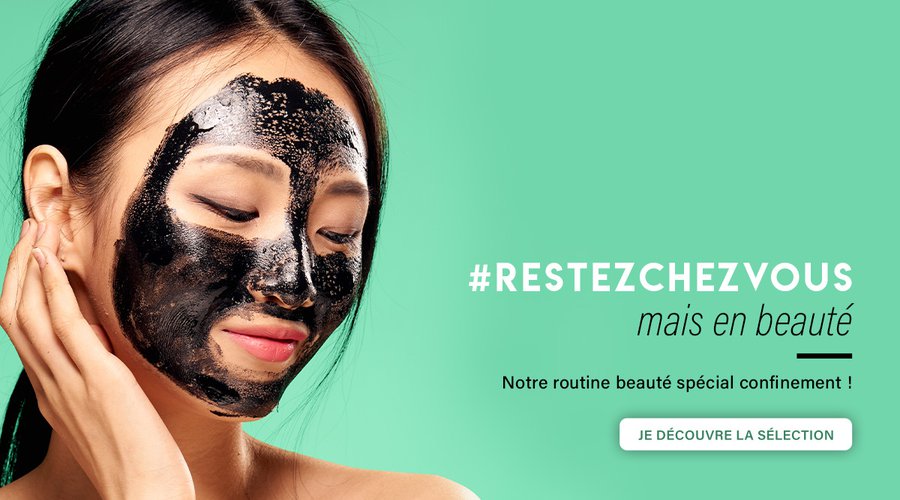 #RESTEZCHEZVOUS
mais en beauté
Notre routine beauté spécial confinement !
JE DÉCOUVRE LA SÉLECTION